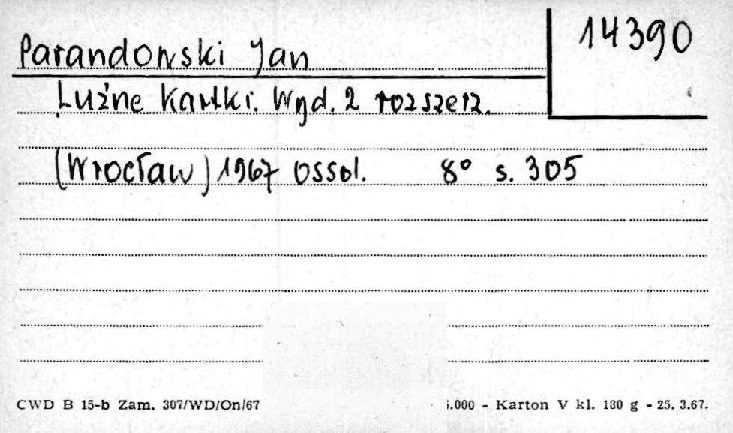 14390
Parandowski Jan
Luźne Kartki. Wyd. 2 rozszerz.
(Wrocław) 1967 Ossol. 8° s. 305
CWD B 15-b Zam. 307/WD/On/67 .000 - Karton V kl. 180 g - 25. 3.67.